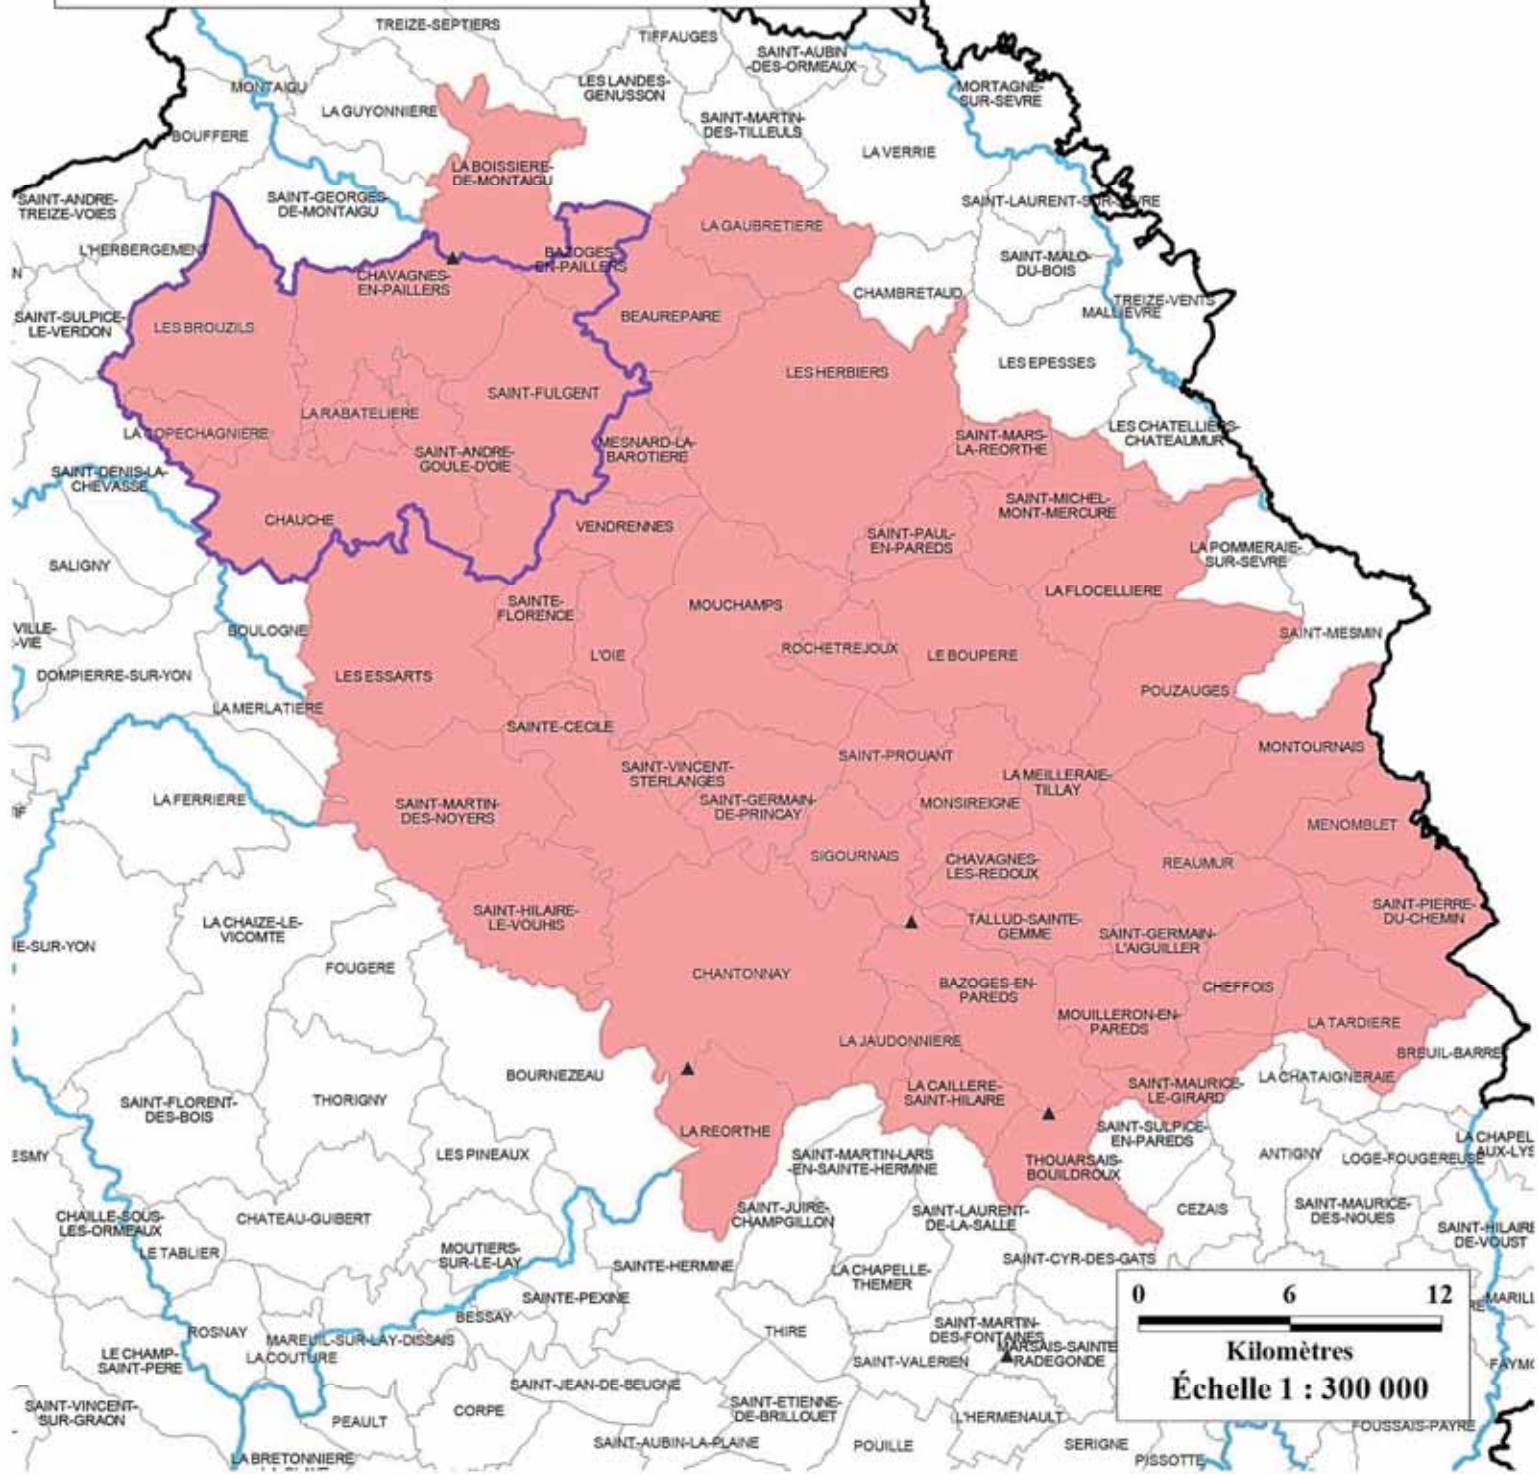 TREIZE-SEPTIERS
TIFFAUGES
SAINT-AUBIN
-DES-ORMEAUX
MONTAIGU
LA GUYONNIERE
LES LANDES-
GENUSSON
MORTAGNE-
SUR-SEVRE
BOUFFERE
SAINT-MARTIN-
DES-TILLEULS
LA VERRIE
LA BOISSIERE-
DE-MONTAIGU
SAINT-ANDRE-
TREIZE-VOIES
SAINT-GEORGES-
DE-MONTAIGU
SAINT-LAURENT-SUR-SEVRE
LA GAUBRETIERE
L'HERBERGEMENT
BAZOGES-
EN-PAILLERS
SAINT-MALO-
DU-BOIS
CHAVAGNES-
EN-PAILLERS
CHAMBRETAUD
TREIZE-VENTS
MALLIEVRE
SAINT-SULPICE-
LE-VERDON
LES BROUZILS
BEAUREPAIRE
LES EPESSES
LES HERBIERS
SAINT-FULGENT
LA RABATELIERE
LA COPECHAGNIERE
LES CHATELLIERS-
CHATEAUMUR
SAINT-MARS-
LA-REORTHE
MESNARD-LA-
BAROTIERE
SAINT-ANDRE-
GOULE-D'OIE
SAINT-DENIS-LA-
CHEVASSE
SAINT-MICHEL-
MONT-MERCURE
CHAUCHE
VENDRENNES
SAINT-PAUL-
EN-PAREDS
LA POMMERAIE-
SUR-SEVRE
SALIGNY
LA FLOCELLIERE
SAINTE-
FLORENCE
MOUCHAMPS
VILLE-
-VIE
BOULOGNE
SAINT-MESMIN
ROCHETREJOUX
L'OIE
LE BOUPERE
DOMPIERRE-SUR-YON
LES ESSARTS
POUZAUGES
LA MERLATIERE
SAINTE-CECILE
MONTOURNAIS
SAINT-PROUANT
SAINT-VINCENT-
STERLANGES
LA MEILLERAIE-
TILLAY
LA FERRIERE
SAINT-MARTIN-
DES-NOYERS
SAINT-GERMAIN-
DE-PRINCAY
MONSIREIGNE
MENOMBLET
SIGOURNAIS
CHAVAGNES-
LES-REDOUX
REAUMUR
SAINT-HILAIRE-
LE-VOUHIS
SAINT-PIERRE-
DU-CHEMIN
LA CHAIZE-LE-
VICOMTE
TALLUD-SAINTE-
GEMME
SAINT-GERMAIN-
L'AIGUILLER
IE-SUR-YON
FOUGERE
CHANTONNAY
BAZOGES-EN-
PAREDS
CHEFFOIS
MOUILLERON-EN-
PAREDS
LA TARDIERE
LA JAUDONNIERE
BREUIL-BARRET
BOURNEZEAU
LA CHATAIGNERAIE
LA CAILLERE-
SAINT-HILAIRE
SAINT-MAURICE-
LE-GIRARD
SAINT-FLORENT-
DES-BOIS
THORIGNY
LA REORTHE
SAINT-SULPICE-
EN-PAREDS
LA CHAPEL
AUX-LYS
ESMY
LES PINEAUX
SAINT-MARTIN-LARS
-EN-SAINTE-HERMINE
THOUARSAIS-
BOUILDROUX
ANTIGNY
LOGE-FOUGEREUSE
CHAILLE-SOUS-
LES-ORMEAUX
CHATEAU-GUIBERT
SAINT-JUIRE-
CHAMPGILLON
SAINT-LAURENT-
DE-LA-SALLE
CEZAIS
SAINT-MAURICE-
DES-NOUES
SAINT-HILAIRE
DE-VOUST
LE TABLIER
MOUTIERS-
SUR-LE-LAY
SAINTE-HERMINE
LA CHAPELLE-
THEMER
SAINT-CYR-DES-GATS
SAINTE-PEXINE
BESSAY
MARILL
ROSNAY
MAREUIL-SUR-LAY-DISSAIS
LA COUTURE
THIRE
SAINT-MARTIN-
DES-FONTAINES
MARSAIS-SAINTE
RADEGONDE
LE CHAMP-
SAINT-PERE
SAINT-VALERIEN
FAYMO
SAINT-JEAN-DE-BEUGNE
SAINT-VINCENT-
SUR-GRAON
PEAULT
CORPE
SAINT-ETIENNE-
DE-BRILLOUET
L'HERMENAULT
FOUSSAIS-PAYRE
LA BRETONNIERE
SAINT-AUBIN-LA-PLAINE
POUILLE
SERIGNE
PISSOTTE
0 6 12
Kilomètres
Échelle 1 : 300 000